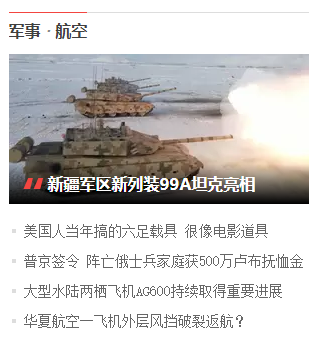 军事·航空
新疆军区新列装99A坦克亮相
美国人当年搞的六足载具 很像电影道具
普京签令 阵亡俄士兵家庭获500万卢布抚恤金
大型水陆两栖飞机AG600持续取得重要进展
华夏航空一飞机外层风挡破裂返航？